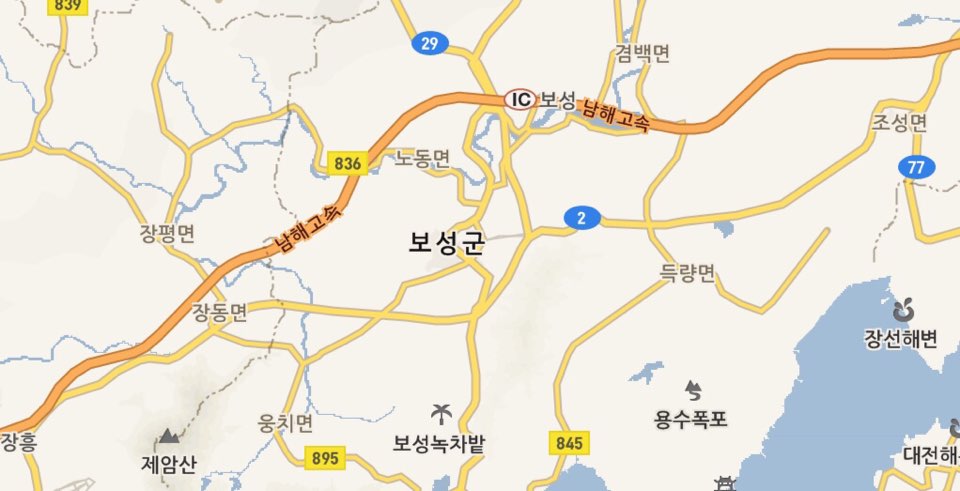 839
29
겸백면
IC 보성
남해고속
조성면
노동면
836
77
2
장평면
남해고속
보성군
득량면
장동면
장선해변
용수폭포
웅치면
장흥
보성녹차밭
845
895
제암산
대전해